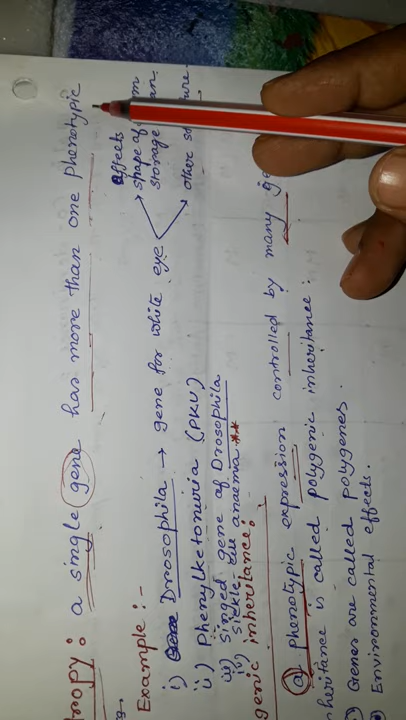 ropy : a single gene has more than one phenotypic
Example :-
i) Drosophila → gene for white eye → affects shape of
storage
→ other
ii) Phenylketonuria (PKU)
iii) Singed gene of Drosophila
iv) Sickle-cell anaemia **
genic inheritance :
a phenotypic expression controlled by many
heritance is called polygenic inheritance :
Genes are called polygenes.
Environmental effects.